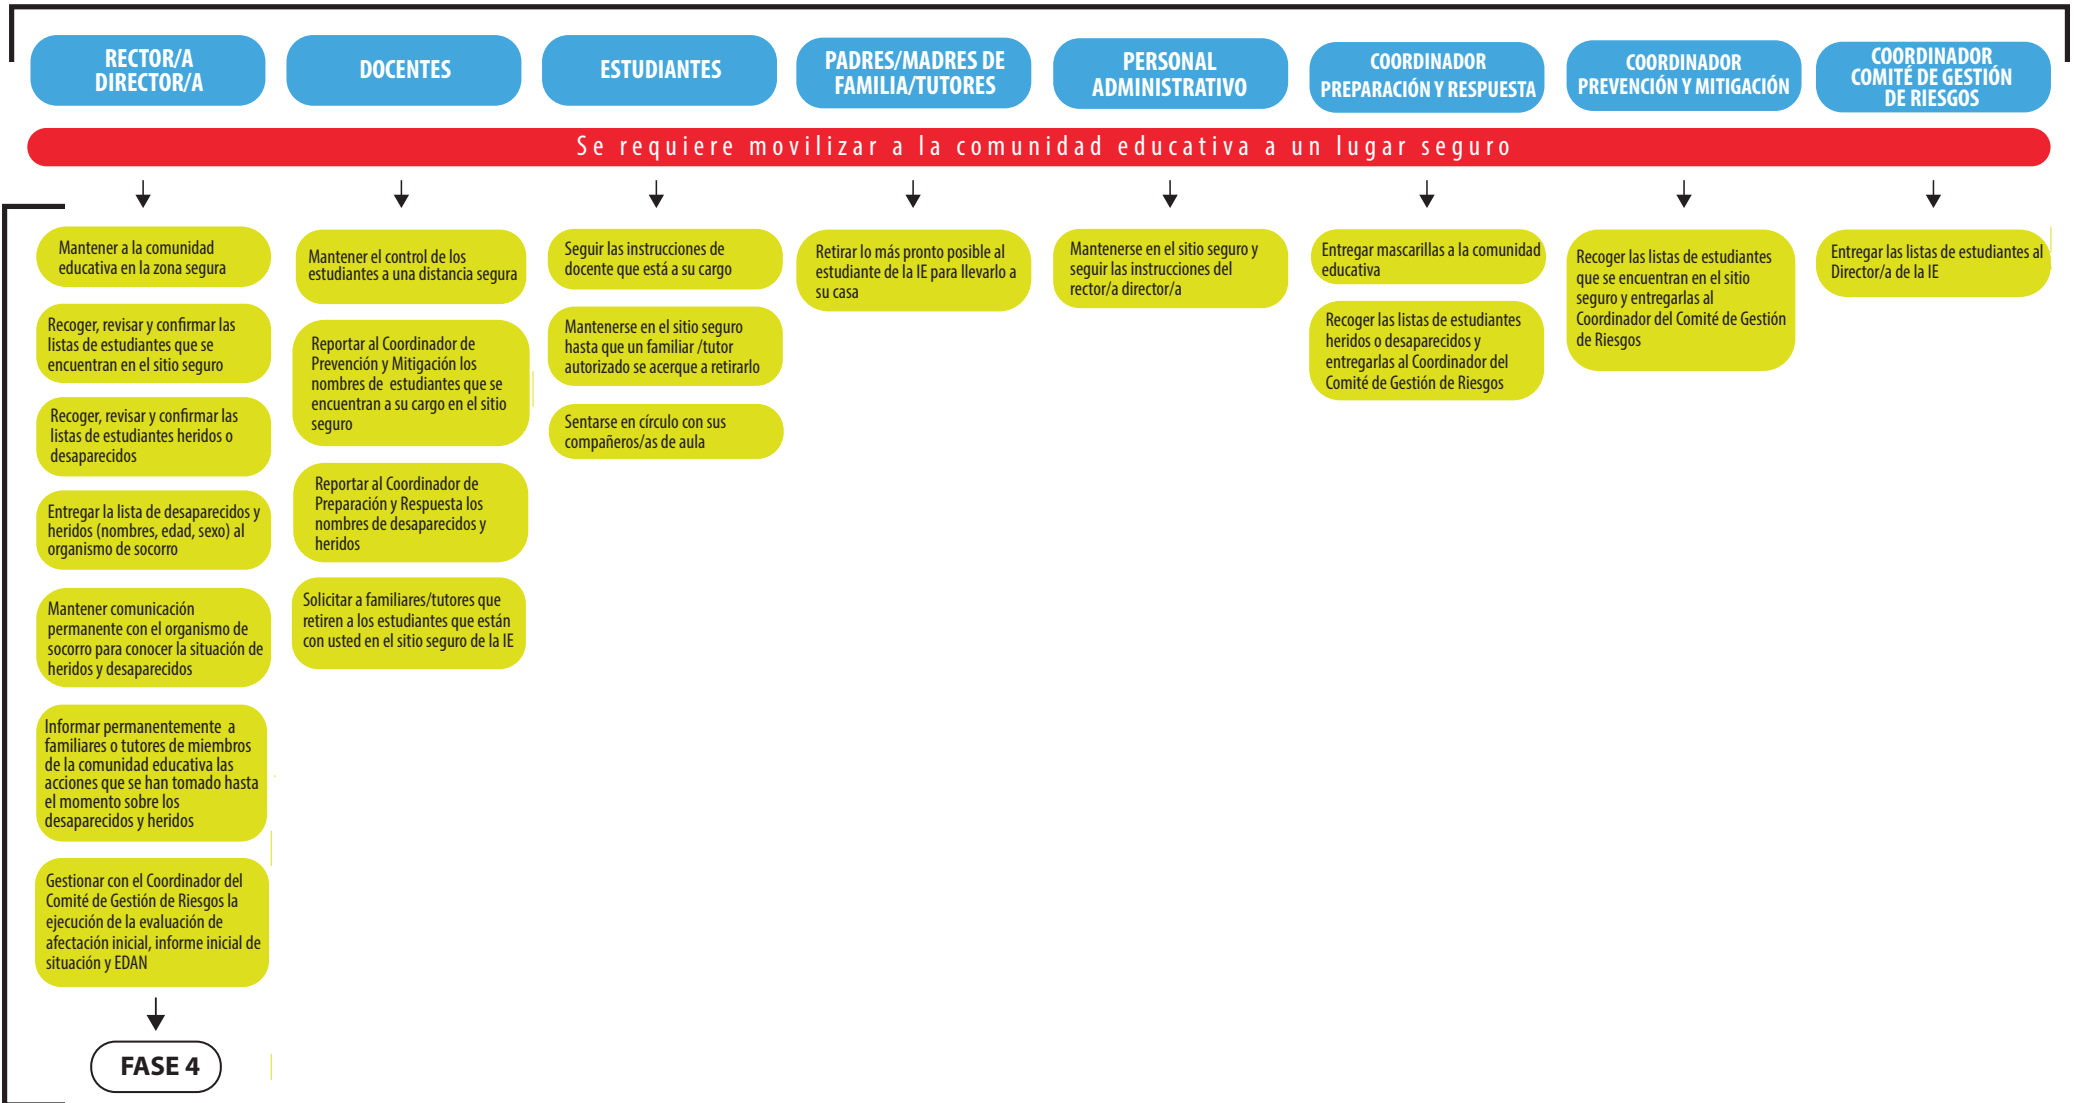 RECTOR/A
DIRECTOR/A
DOCENTES
ESTUDIANTES
PADRES/MADRES DE
FAMILIA/TUTORES
PERSONAL
ADMINISTRATIVO
COORDINADOR
PREPARACIÓN Y RESPUESTA
COORDINADOR
PREVENCIÓN Y MITIGACIÓN
COORDINADOR
COMITÉ DE GESTIÓN
DE RIESGOS
Se requiere movilizar a la comunidad educativa a un lugar seguro
Mantener a la comunidad
educativa en la zona segura
Recoger, revisar y confirmar las
listas de estudiantes que se
encuentran en el sitio seguro
Recoger, revisar y confirmar las
listas de estudiantes heridos o
desaparecidos
Entregar la lista de desaparecidos y
heridos (nombres, edad, sexo) al
organismo de socorro
Mantener comunicación
permanente con el organismo de
socorro para conocer la situación de
heridos y desaparecidos
Informar permanentemente a
familiares o tutores de miembros
de la comunidad educativa las
acciones que se han tomado hasta
el momento sobre los
desaparecidos y heridos
Gestionar con el Coordinador del
Comité de Gestión de Riesgos la
ejecución de la evaluación de
afectación inicial, informe inicial de
situación y EDAN
FASE 4
Mantener el control de los
estudiantes a una distancia segura
Reportar al Coordinador de
Prevención y Mitigación los
nombres de estudiantes que se
encuentran a su cargo en el sitio
seguro
Reportar al Coordinador de
Preparación y Respuesta los
nombres de desaparecidos y
heridos
Solicitar a familiares/tutores que
retiren a los estudiantes que están
con usted en el sitio seguro de la IE
Seguir las instrucciones de
docente que está a su cargo
Mantenerse en el sitio seguro
hasta que un familiar /tutor
autorizado se acerque a retirarlo
Sentarse en círculo con sus
compañeros/as de aula
Retirar lo más pronto posible al
estudiante de la IE para llevarlo a
su casa
Mantenerse en el sitio seguro y
seguir las instrucciones del
rector/a director/a
Entregar mascarillas a la comunidad
educativa
Recoger las listas de estudiantes
heridos o desaparecidos y
entregarlas al Coordinador del
Comité de Gestión de Riesgos
Recoger las listas de estudiantes
que se encuentran en el sitio
seguro y entregarlas al
Coordinador del Comité de Gestión
de Riesgos
Entregar las listas de estudiantes al
Director/a de la IE